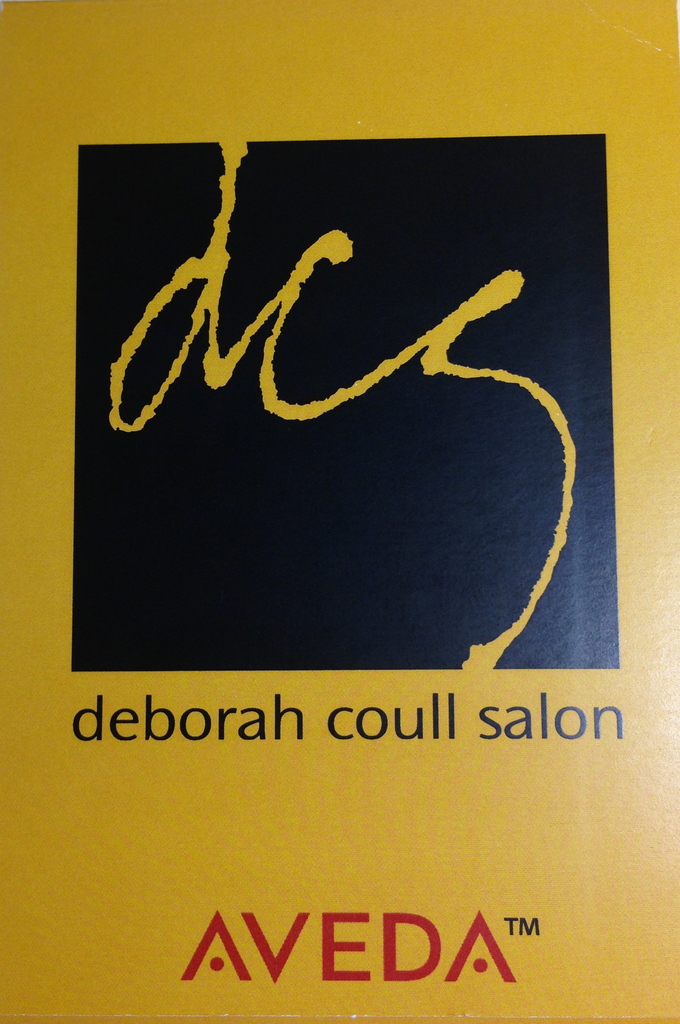 dcs
deborah coull salon
AVEDA™